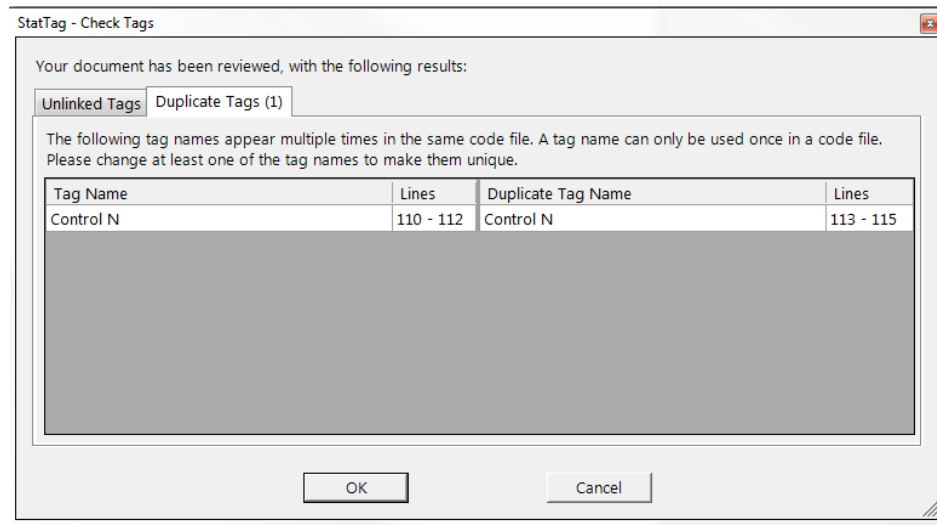 StatTag - Check Tags
Your document has been reviewed, with the following results:
Unlinked Tags Duplicate Tags (1)
The following tag names appear multiple times in the same code file. A tag name can only be used once in a code file.
Please change at least one of the tag names to make them unique.
Tag Name Lines Duplicate Tag Name Lines
Control N 110 - 112 Control N 113 - 115
OK Cancel